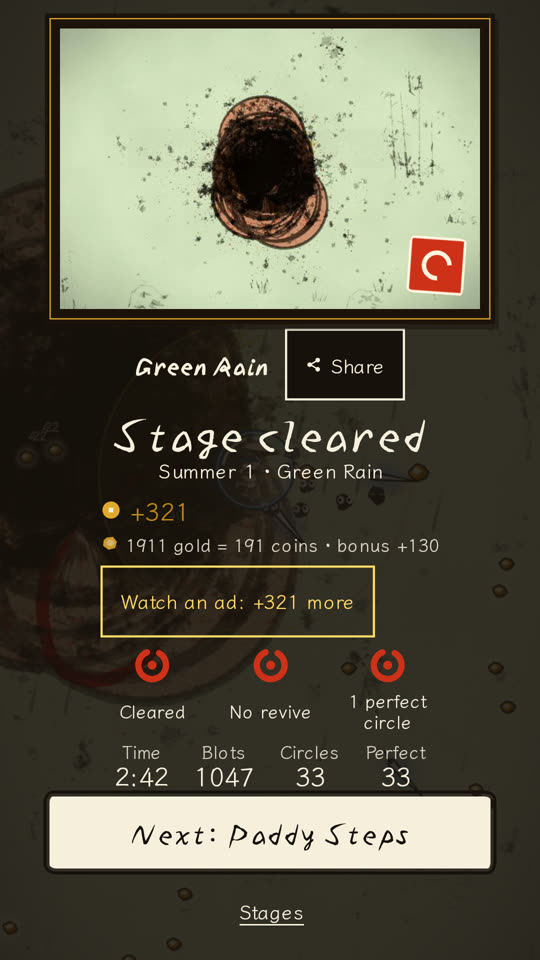 Green Rain
Share
Stage cleared
Summer 1 • Green Rain
+321
1911 gold = 191 coins • bonus +130
Watch an ad: +321 more
Cleared
No revive
1 perfect
circle
Time Blots Circles Perfect
2:42 1047 33 33
Next: Paddy Steps
Stages